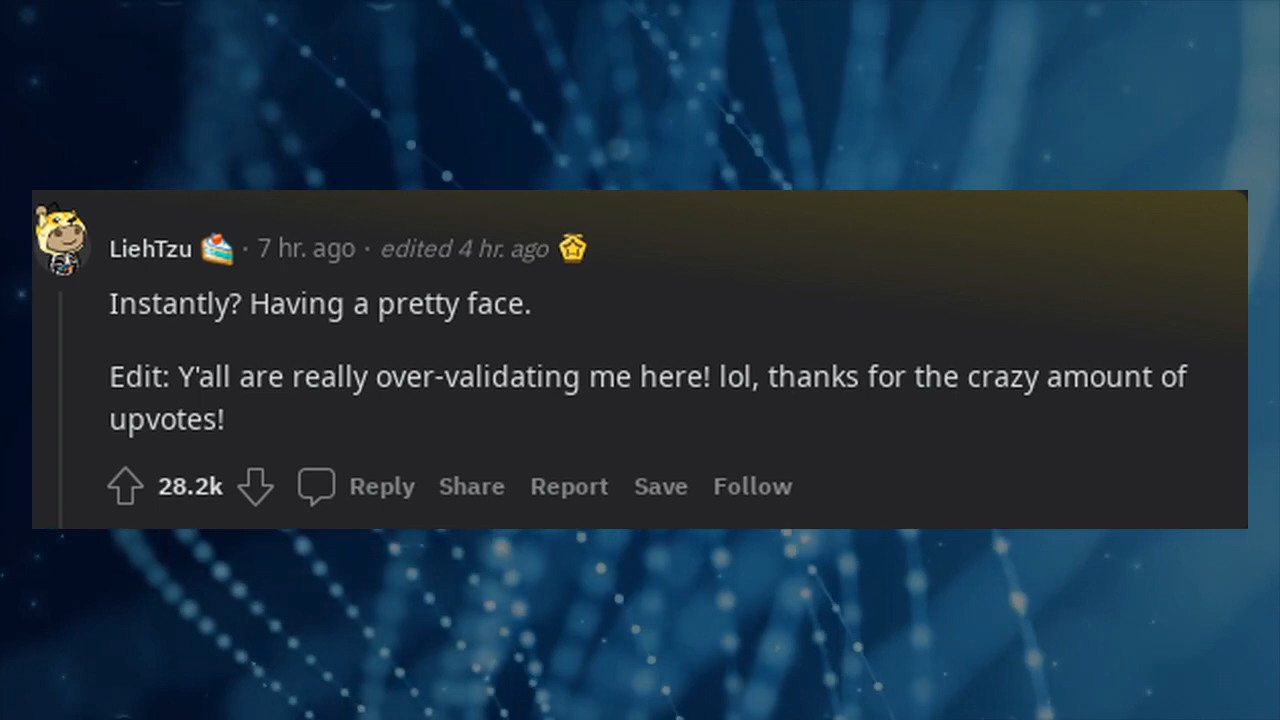 LiehTzu · 7 hr. ago · edited 4 hr. ago
Instantly? Having a pretty face.
Edit: Y'all are really over-validating me here! lol, thanks for the crazy amount of
upvotes!
28.2k Reply Share Report Save Follow